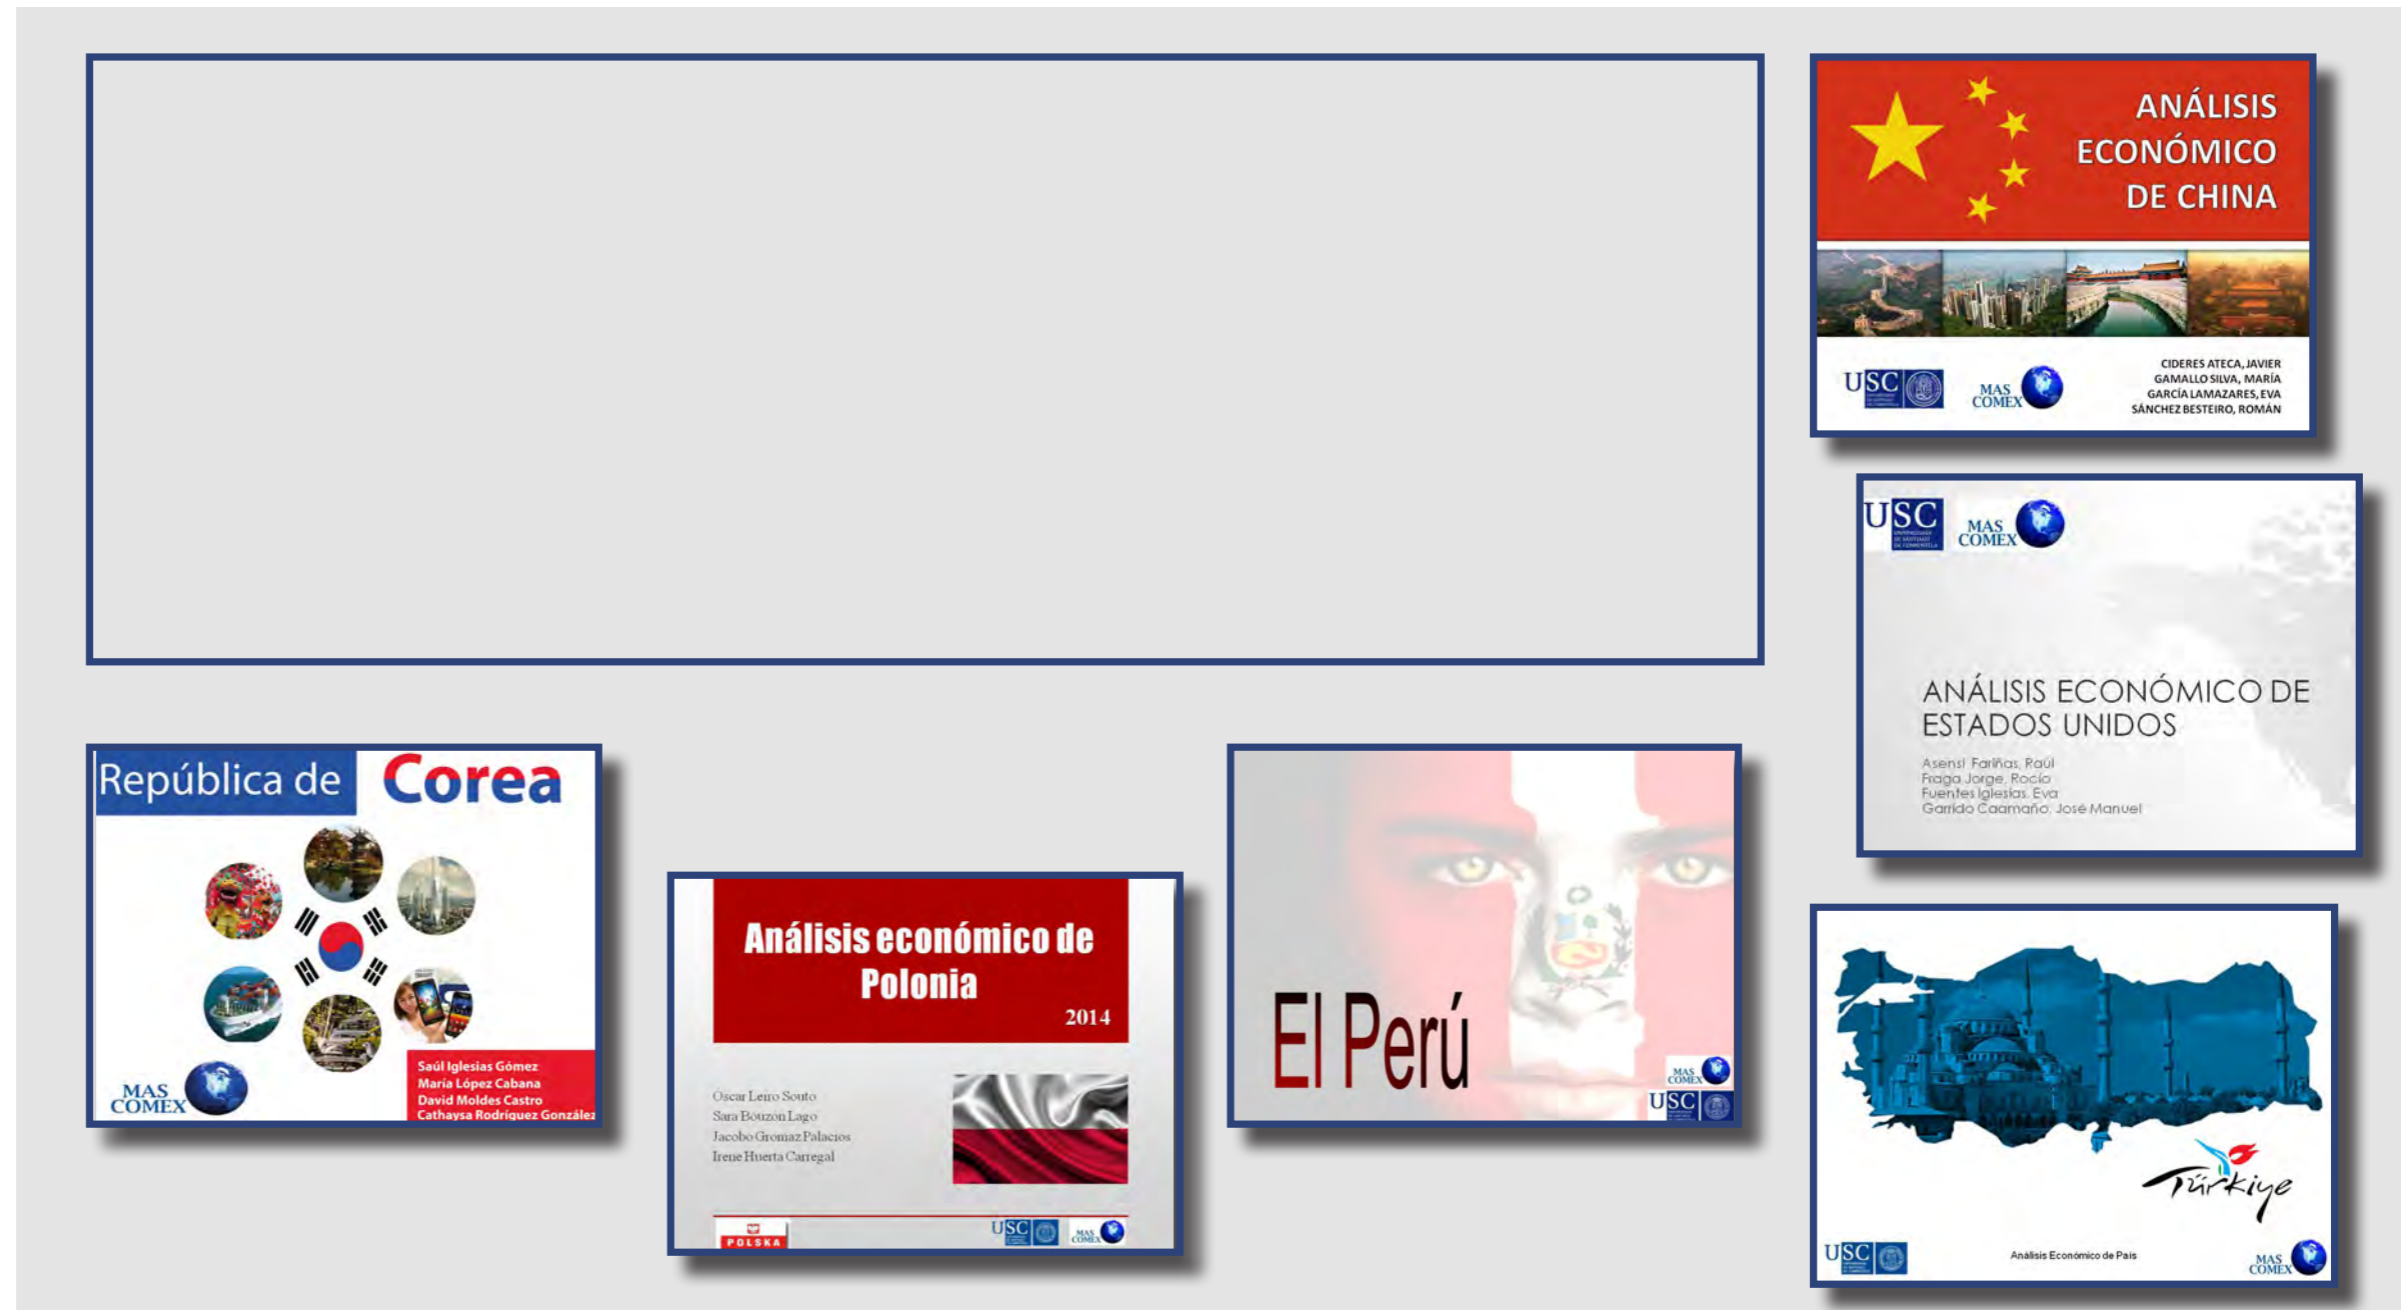 ANÁLISIS
ECONÓMICO
DE CHINA
USC
MAS
COMEX
CIDERES ATECA, JAVIER
GAMALLO SILVA, MARÍA
GARCÍA LAMAZARES, EVA
SÁNCHEZ BESTEIRO, ROMÁN
USC
MAS
COMEX
ANÁLISIS ECONÓMICO DE
ESTADOS UNIDOS
Asensi Fariñas, Raúl
Fraga Jorge, Rocío
Fuentes Iglesias, Eva
Garrido Caamaño, José Manuel
República de Corea
MAS
COMEX
Saúl Iglesias Gómez
María López Cabana
David Moldes Castro
Cathaysa Rodríguez González
Análisis económico de
Polonia
2014
Óscar Leiro Souto
Sara Bouzón Lago
Jacobo Gromaz Palacios
Irene Huerta Carregal
POLSKA
USC
MAS
COMEX
El Perú
MAS
COMEX
USC
Türkiye
USC
Análisis Económico de País
MAS
COMEX